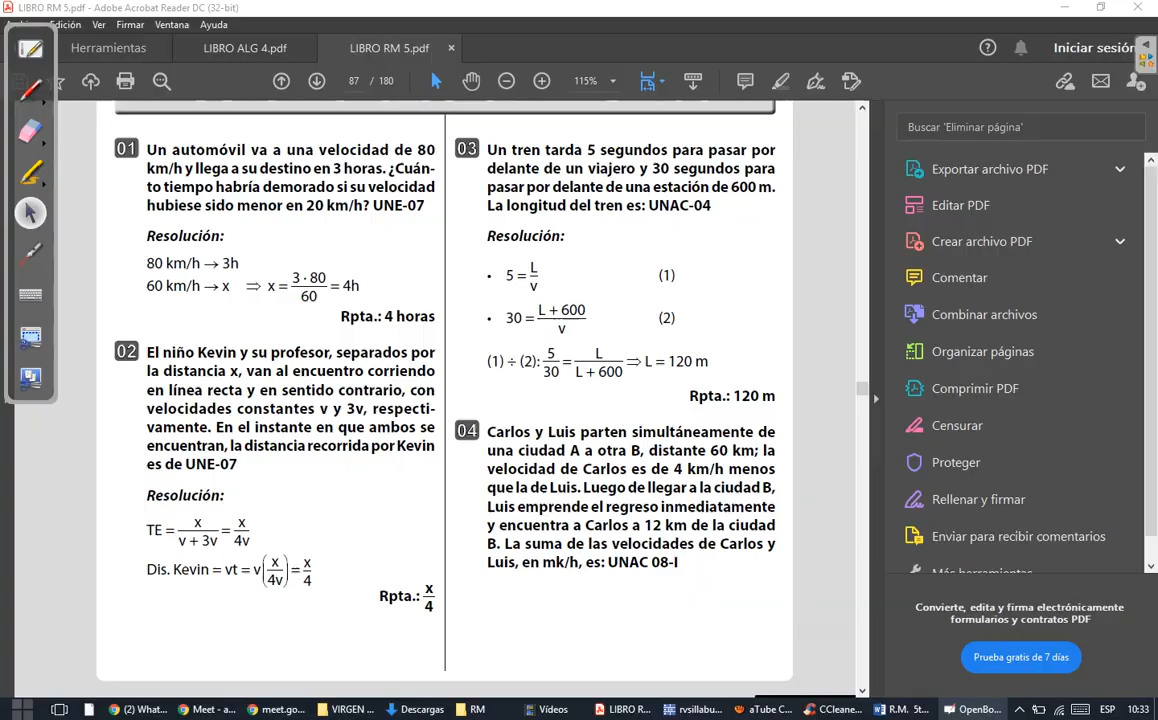 LIBRO RM 5.pdf - Adobe Acrobat Reader DC (32-bit)
Edición Ver Firmar Ventana Ayuda
Herramientas LIBRO ALG 4.pdf LIBRO RM 5.pdf × Iniciar sesión
87 / 180 115%
01 Un automóvil va a una velocidad de 80
km/h y llega a su destino en 3 horas. ¿Cuán-
to tiempo habría demorado si su velocidad
hubiese sido menor en 20 km/h? UNE-07
Resolución:
80 km/h → 3h
60 km/h → x ⇒ x = 3 · 80 / 60 = 4h
Rpta.: 4 horas
02 El niño Kevin y su profesor, separados por
la distancia x, van al encuentro corriendo
en línea recta y en sentido contrario, con
velocidades constantes v y 3v, respecti-
vamente. En el instante en que ambos se
encuentran, la distancia recorrida por Kevin
es de UNE-07
Resolución:
TE = x / v + 3v = x / 4v
Dis. Kevin = vt = v(x / 4v) = x / 4
Rpta.: x / 4
03 Un tren tarda 5 segundos para pasar por
delante de un viajero y 30 segundos para
pasar por delante de una estación de 600 m.
La longitud del tren es: UNAC-04
Resolución:
• 5 = L / v (1)
• 30 = L + 600 / v (2)
(1) ÷ (2): 5 / 30 = L / L + 600 ⇒ L = 120 m
Rpta.: 120 m
04 Carlos y Luis parten simultáneamente de
una ciudad A a otra B, distante 60 km; la
velocidad de Carlos es de 4 km/h menos
que la de Luis. Luego de llegar a la ciudad B,
Luis emprende el regreso inmediatamente
y encuentra a Carlos a 12 km de la ciudad
B. La suma de las velocidades de Carlos y
Luis, en mk/h, es: UNAC 08-I
Buscar 'Eliminar página'
Exportar archivo PDF
Editar PDF
Crear archivo PDF
Comentar
Combinar archivos
Organizar páginas
Comprimir PDF
Censurar
Proteger
Rellenar y firmar
Enviar para recibir comentarios
Más herramientas
Convierte, edita y firma electrónicamente
formularios y contratos PDF
Prueba gratis de 7 días
(2) What... Meet - a... meet.go... VIRGEN ... Descargas RM Vídeos LIBRO R... rvsillabu... aTube C... CCleane... R.M. 5t... OpenBo... ESP 10:33